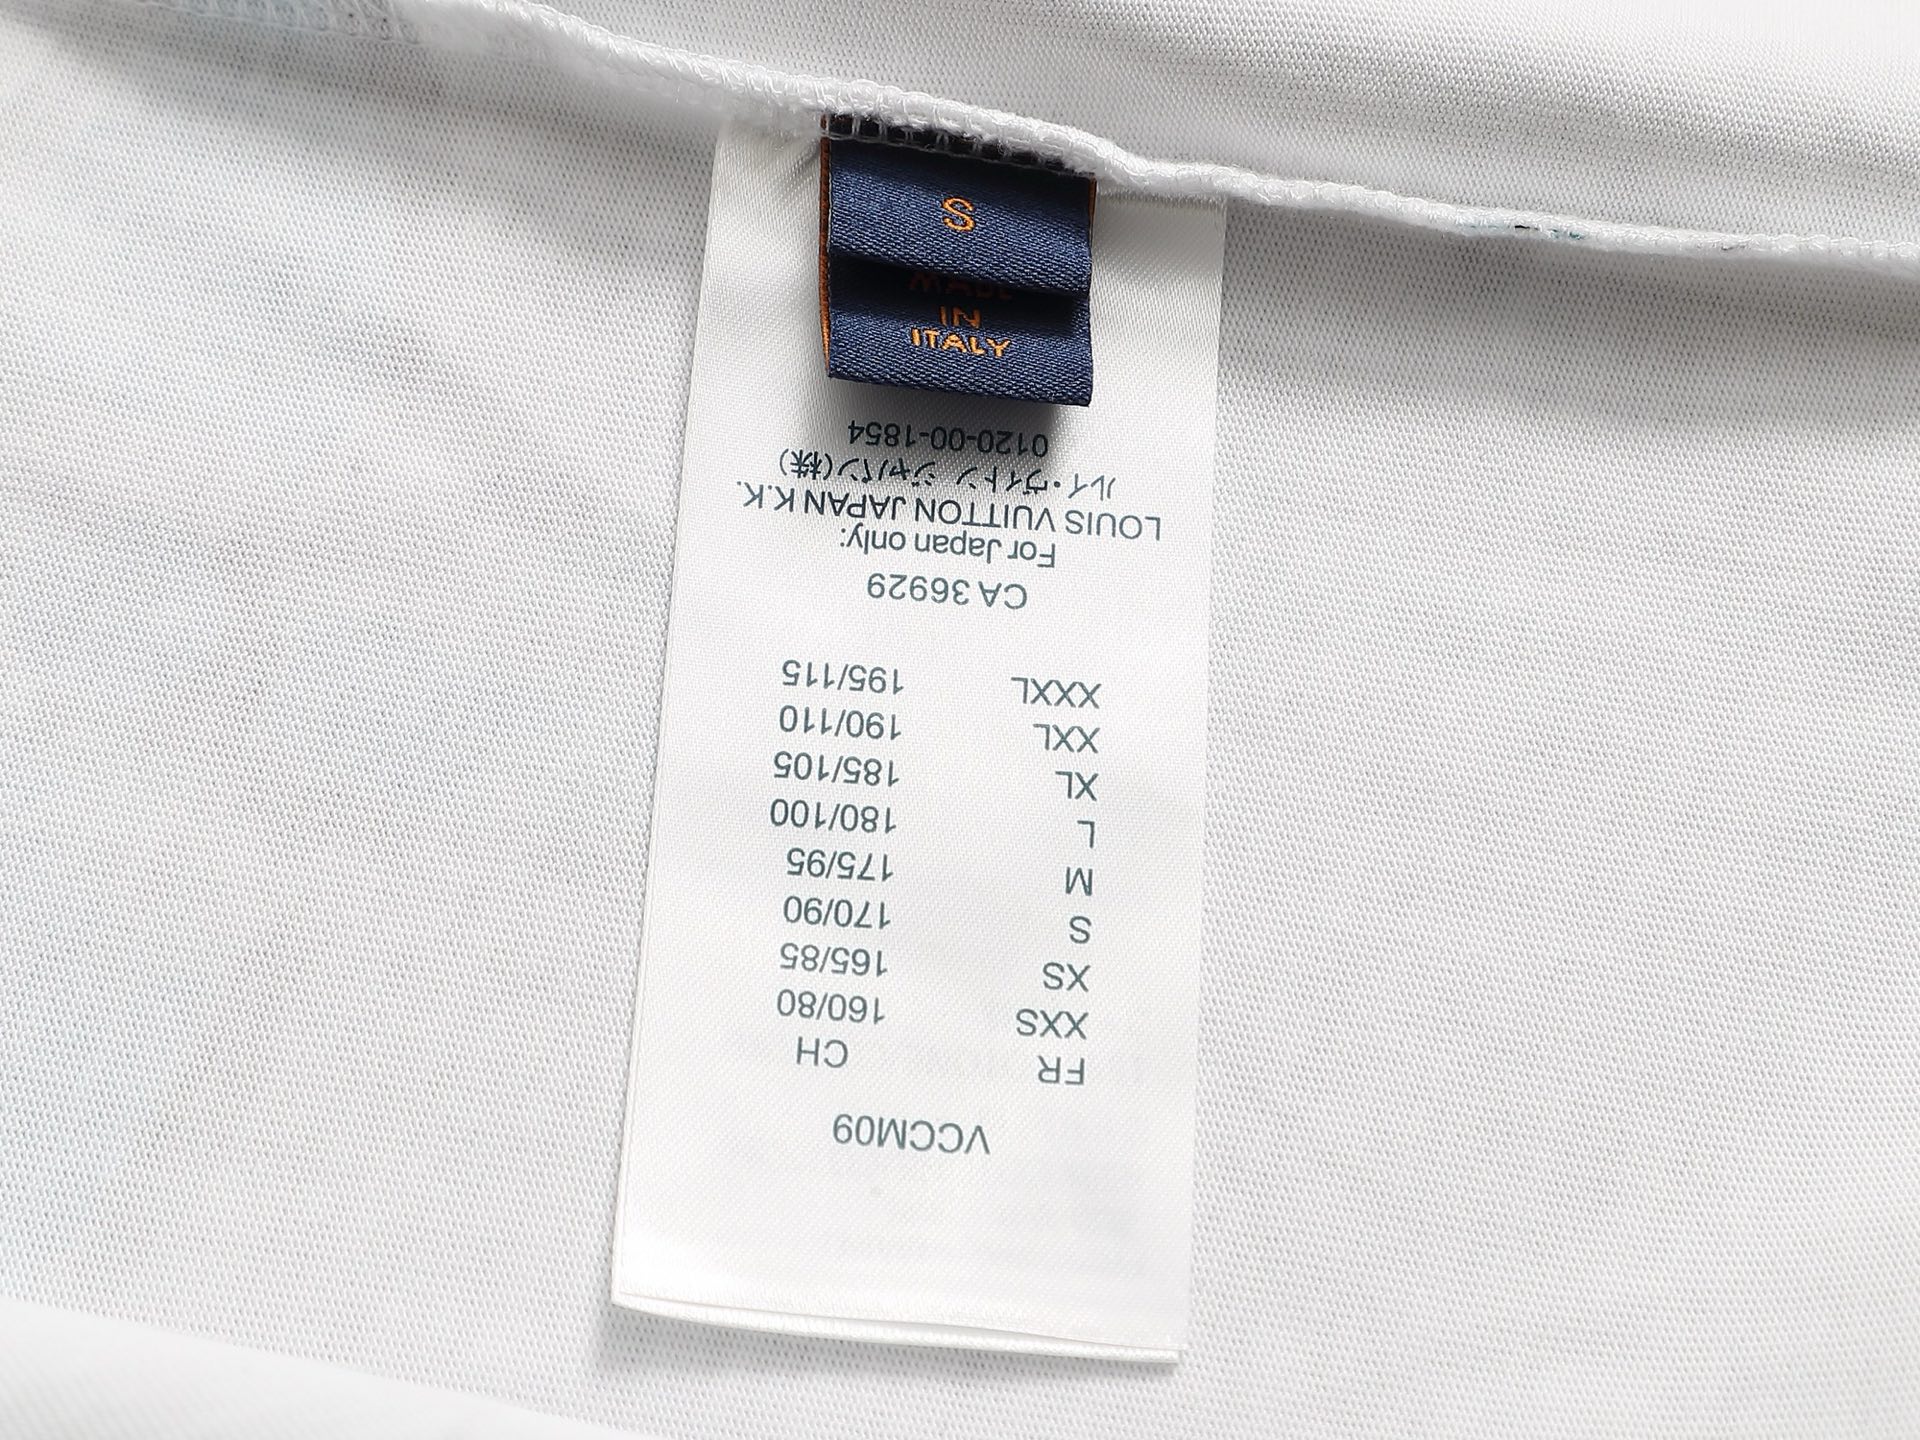 S
MADE
IN
ITALY
VCCM09
FR CH
XXS 160/80
XS 165/85
S 170/90
M 175/95
L 180/100
XL 185/105
XXL 190/110
XXXL 195/115
CA 36929
For Japan only:
LOUIS VUITTON JAPAN K.K.
ルイ・ヴィトン ジャパン(株)
0120-00-1854